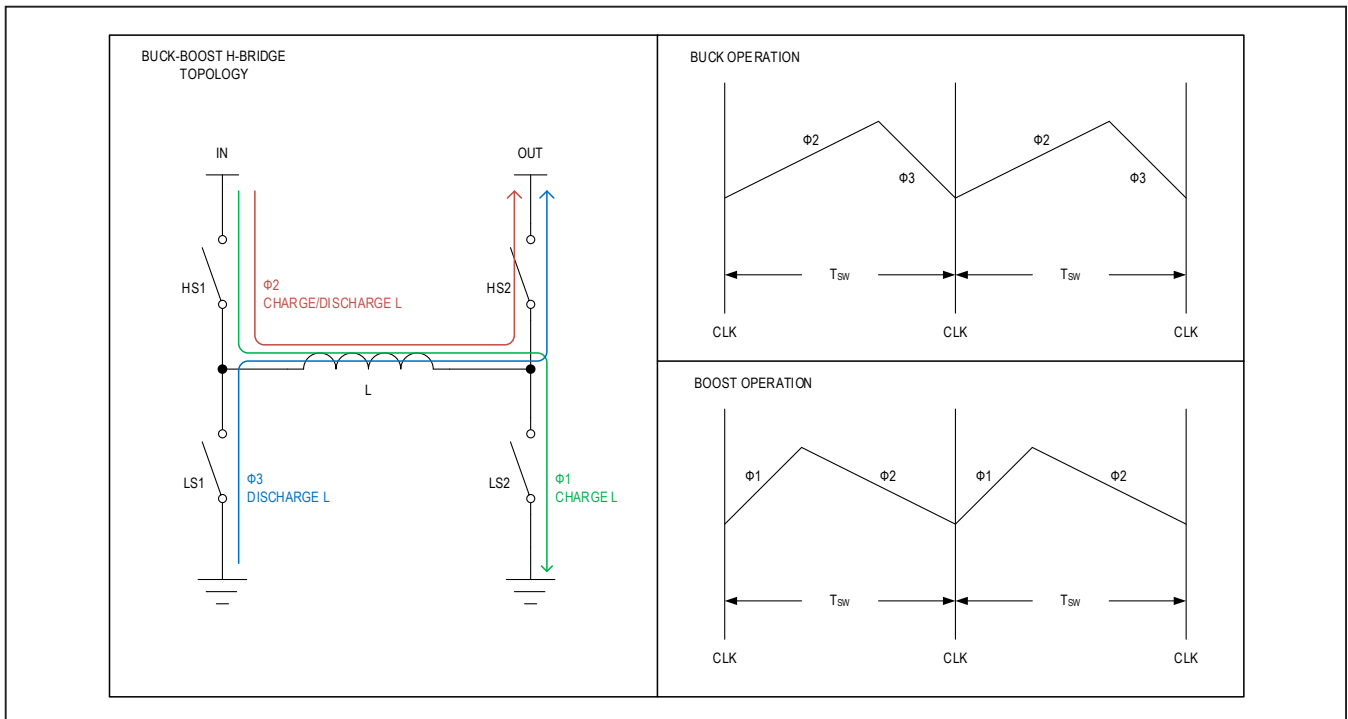 BUCK-BOOST H-BRIDGE
TOPOLOGY
IN
OUT
HS1
Φ2
CHARGE/DISCHARGE L
HS2
L
LS1
Φ3
DISCHARGE L
LS2
Φ1
CHARGE L
BUCK OPERATION
Φ2
Φ3
Φ2
Φ3
TSW
TSW
CLK
CLK
CLK
BOOST OPERATION
Φ1
Φ2
Φ1
Φ2
TSW
TSW
CLK
CLK
CLK